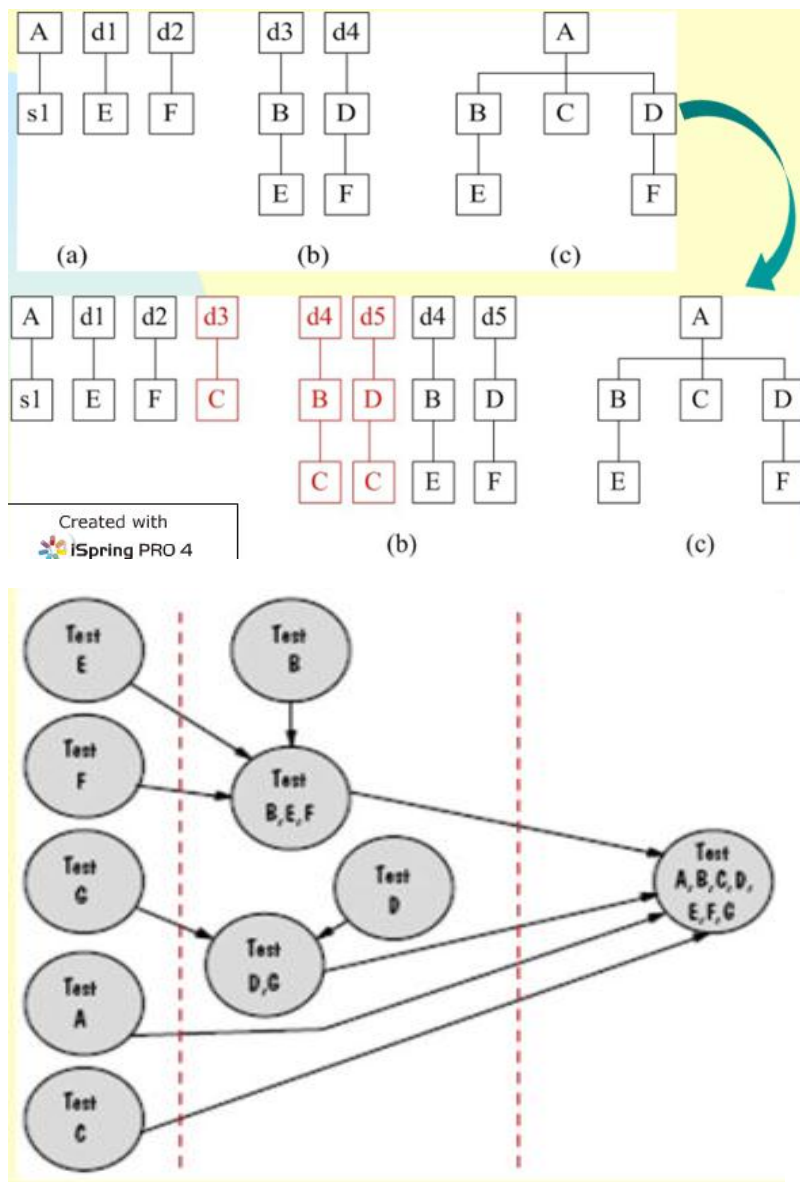 A d1 d2 d3 d4 A
s1 E F B D B C D
E F E F
(a) (b) (c)
A d1 d2 d3 d4 d5 d4 d5 A
s1 E F C B D B D B C D
C C E F E F
Created with
iSpring PRO 4
(b) (c)
Test
E
Test
B
Test
F
Test
B,E,F
Test
G
Test
D
Test
A,B,C,D,
E,F,G
Test
D,G
Test
A
Test
C